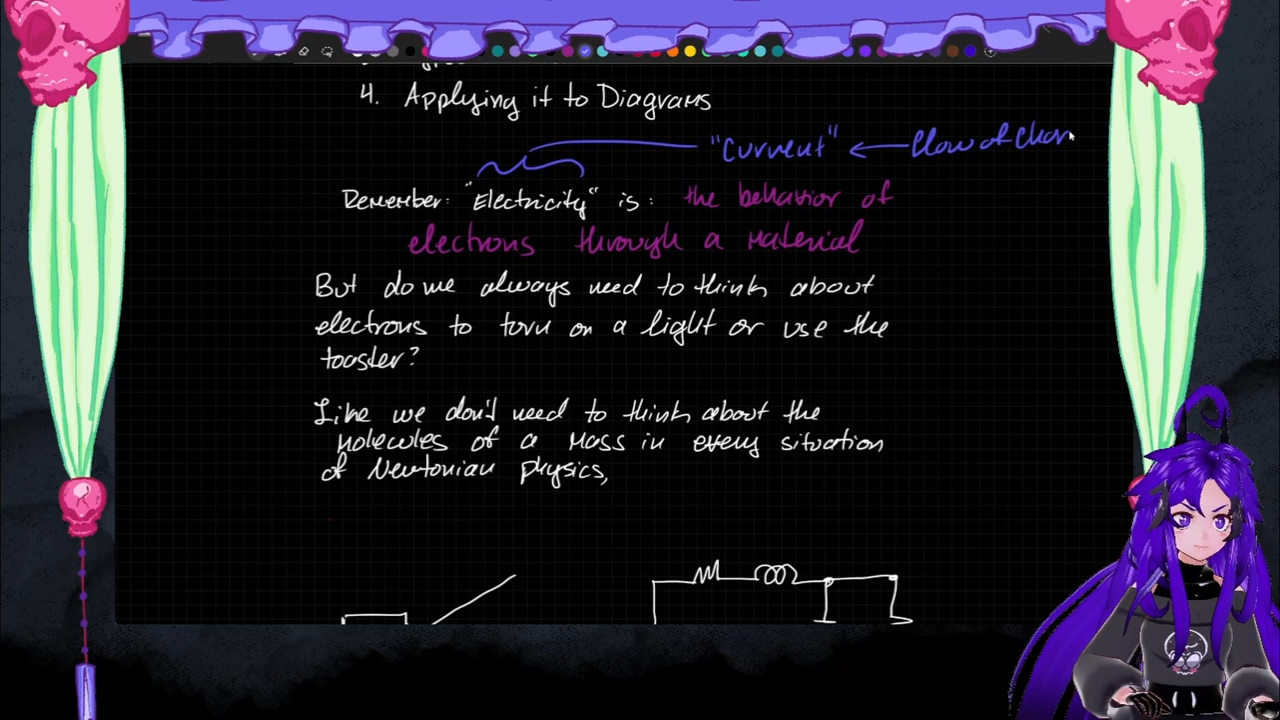 4. Applying it to Diagrams
"Current" ← flow of Char
Remember: "Electricity" is: the behavior of
electrons through a material
But do we always need to think about
electrons to turn on a light or use the
toaster?
Like we don't need to think about the
molecules of a mass in every situation
of Newtonian physics,